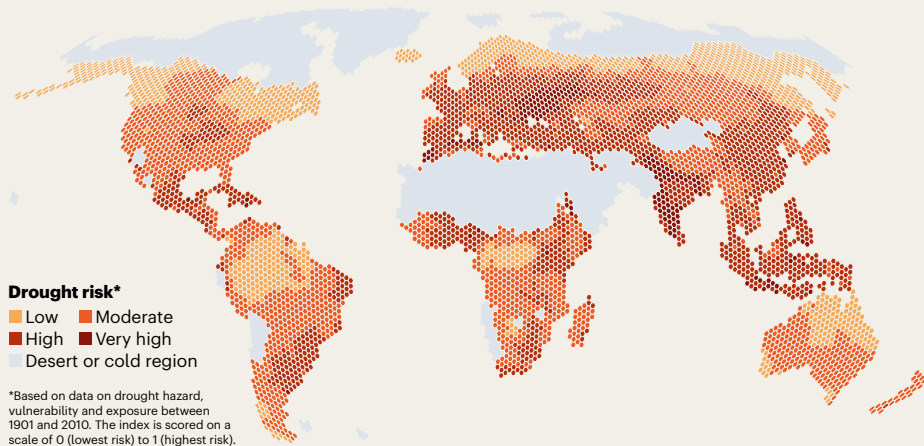 Drought risk*
Low Moderate
High Very high
Desert or cold region
*Based on data on drought hazard,
vulnerability and exposure between
1901 and 2010. The index is scored on a
scale of 0 (lowest risk) to 1 (highest risk).